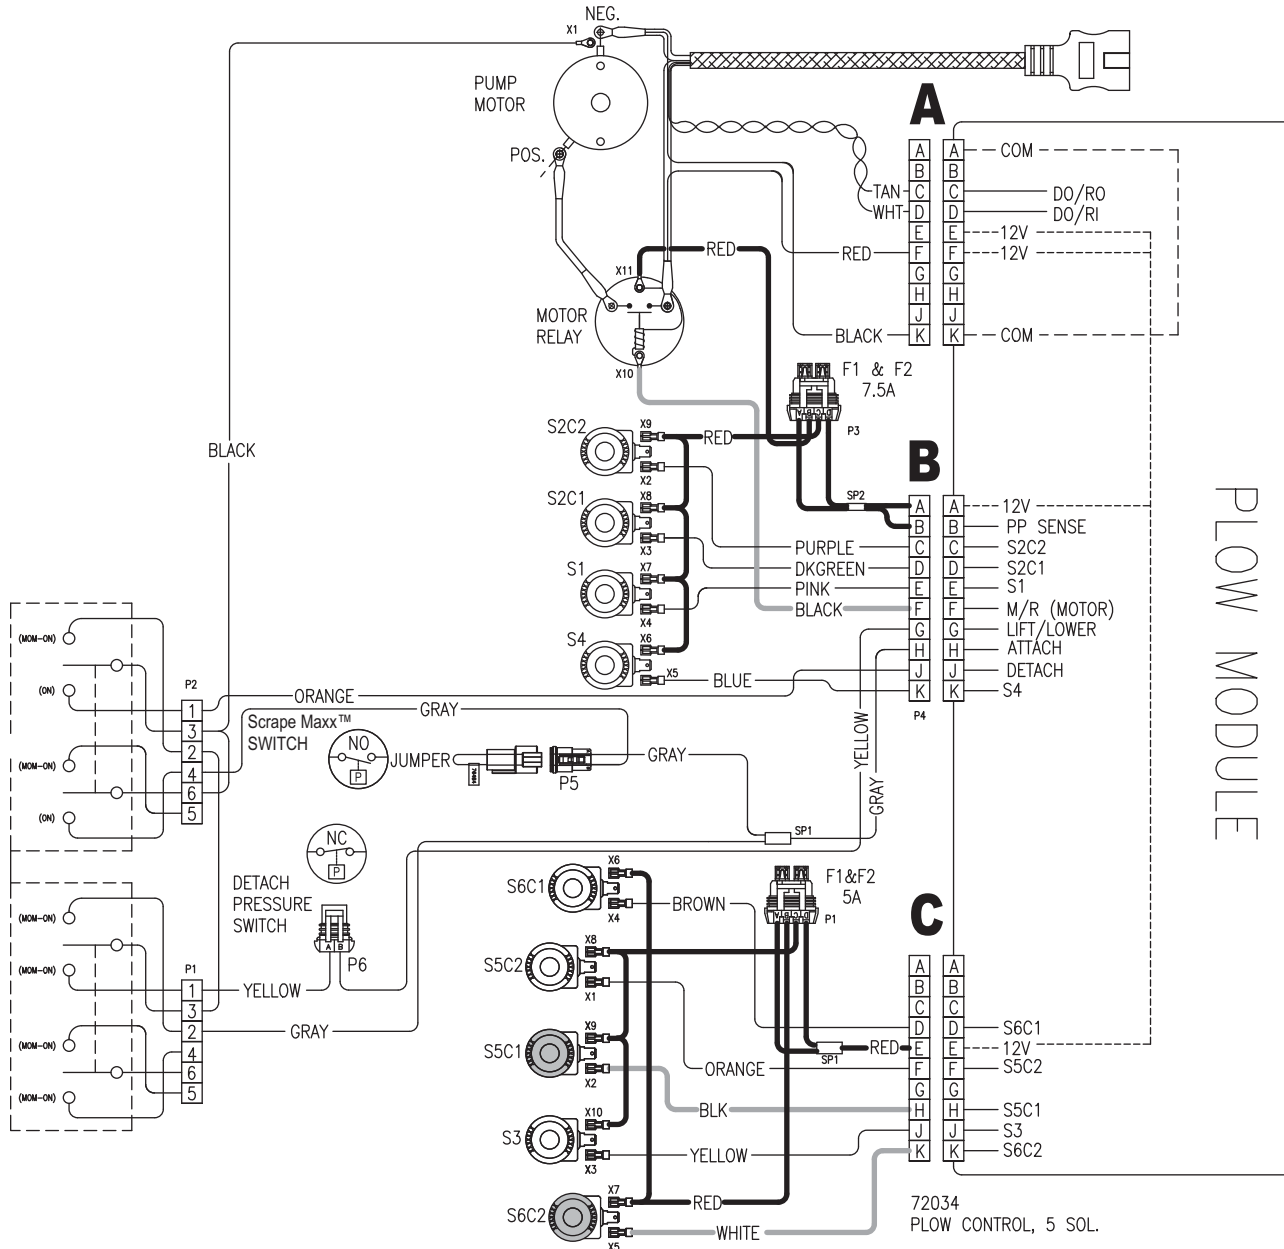 NEG.
X1
PUMP
MOTOR
POS.
A
A
B
C
D
E
F
G
H
J
K
A
B
C
D
E
F
G
H
J
K
COM
TAN
WHT
DO/RO
DO/RI
12V
12V
RED
RED
BLACK
COM
X11
MOTOR
RELAY
X10
F1 & F2
7.5A
A B C D
P3
BLACK
S2C2
X9
RED
X2
S2C1
X8
X3
S1
X7
X4
S4
X6
X5
SP2
B
A
B
C
D
E
F
G
H
J
K
P4
A
B
C
D
E
F
G
H
J
K
PURPLE
DKGREEN
PINK
BLACK
BLUE
12V
PP SENSE
S2C2
S2C1
S1
M/R (MOTOR)
LIFT/LOWER
ATTACH
DETACH
S4
PLOW MODULE
(MOM-ON)
(ON)
(MOM-ON)
(ON)
P2
1
3
2
4
6
5
ORANGE
GRAY
Scrape Maxx™
SWITCH
NO
P
JUMPER
P5
GRAY
YELLOW
GRAY
SP1
NC
P
DETACH
PRESSURE
SWITCH
A B
P6
(MOM-ON)
(MOM-ON)
(MOM-ON)
(MOM-ON)
P1
1
3
2
4
6
5
YELLOW
GRAY
S6C1
X6
X4
BROWN
S5C2
X8
X1
S5C1
X9
X2
S3
X10
X3
S6C2
X7
X5
F1&F2
5A
A B C D
P1
SP1
RED
ORANGE
BLK
YELLOW
RED
WHITE
C
A
B
C
D
E
F
G
H
J
K
A
B
C
D
E
F
G
H
J
K
S6C1
12V
S5C2
S5C1
S3
S6C2
72034
PLOW CONTROL, 5 SOL.